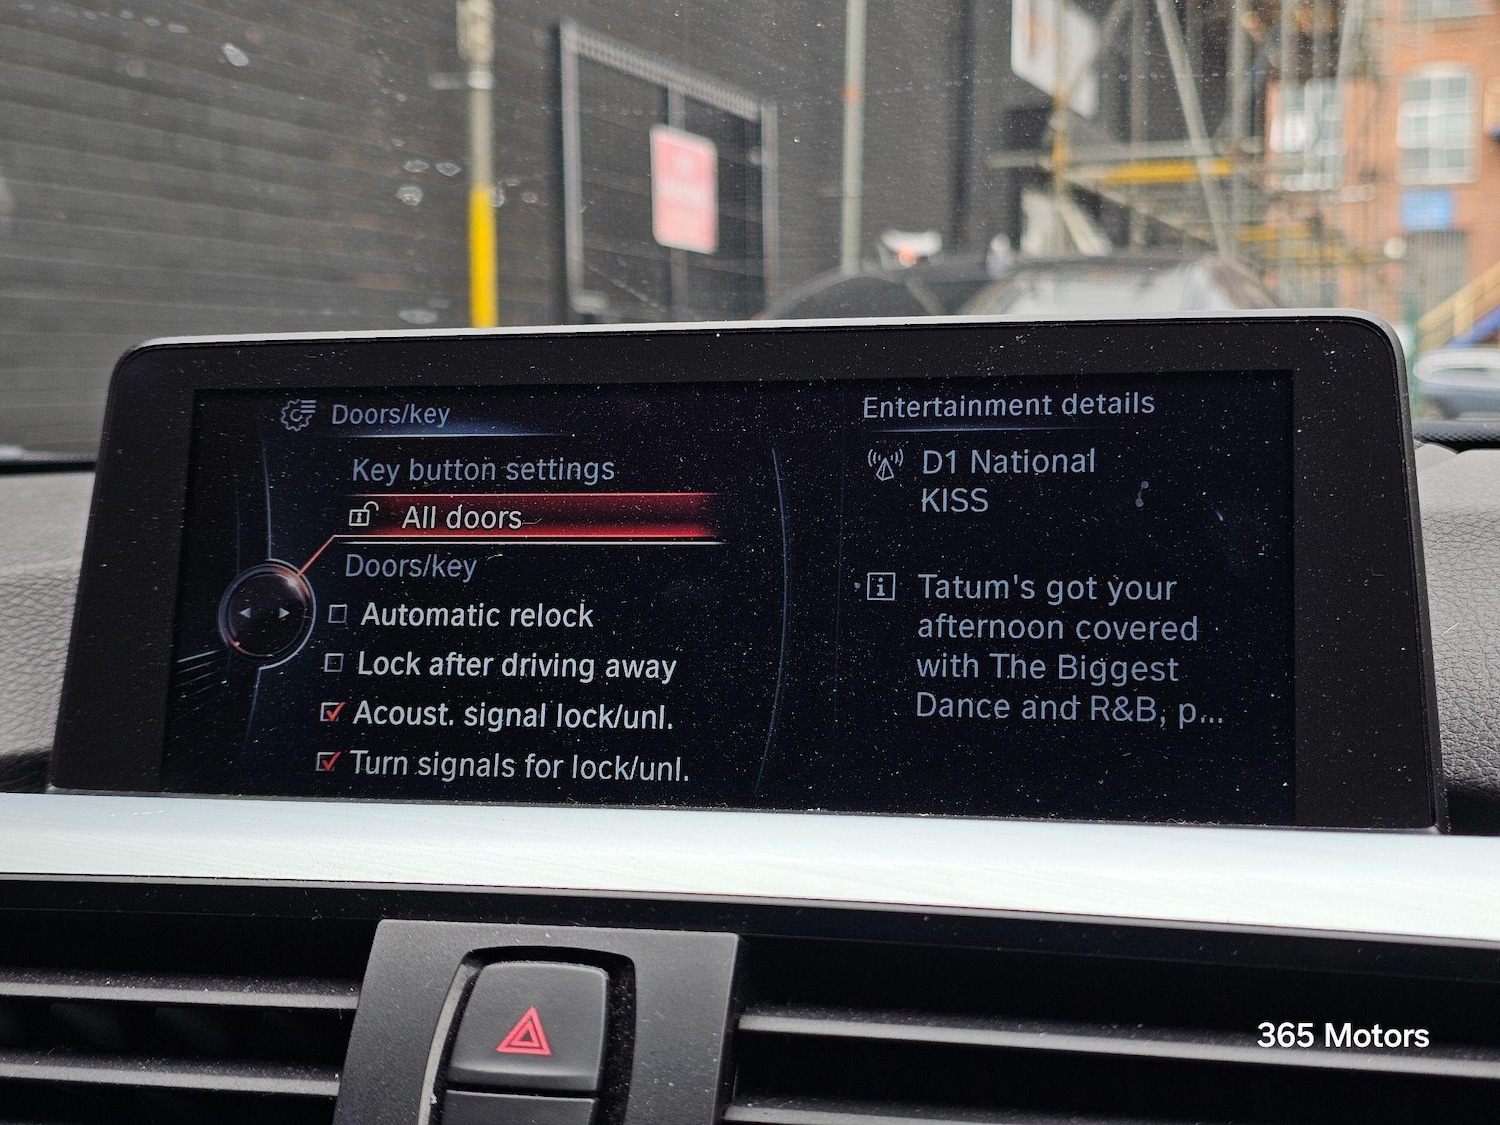 Doors/key
Key button settings
All doors
Doors/key
Automatic relock
Lock after driving away
Acoust. signal lock/unl.
Turn signals for lock/unl.
Entertainment details
D1 National
KISS
Tatum's got your
afternoon covered
with The Biggest
Dance and R&B, p...
365 Motors